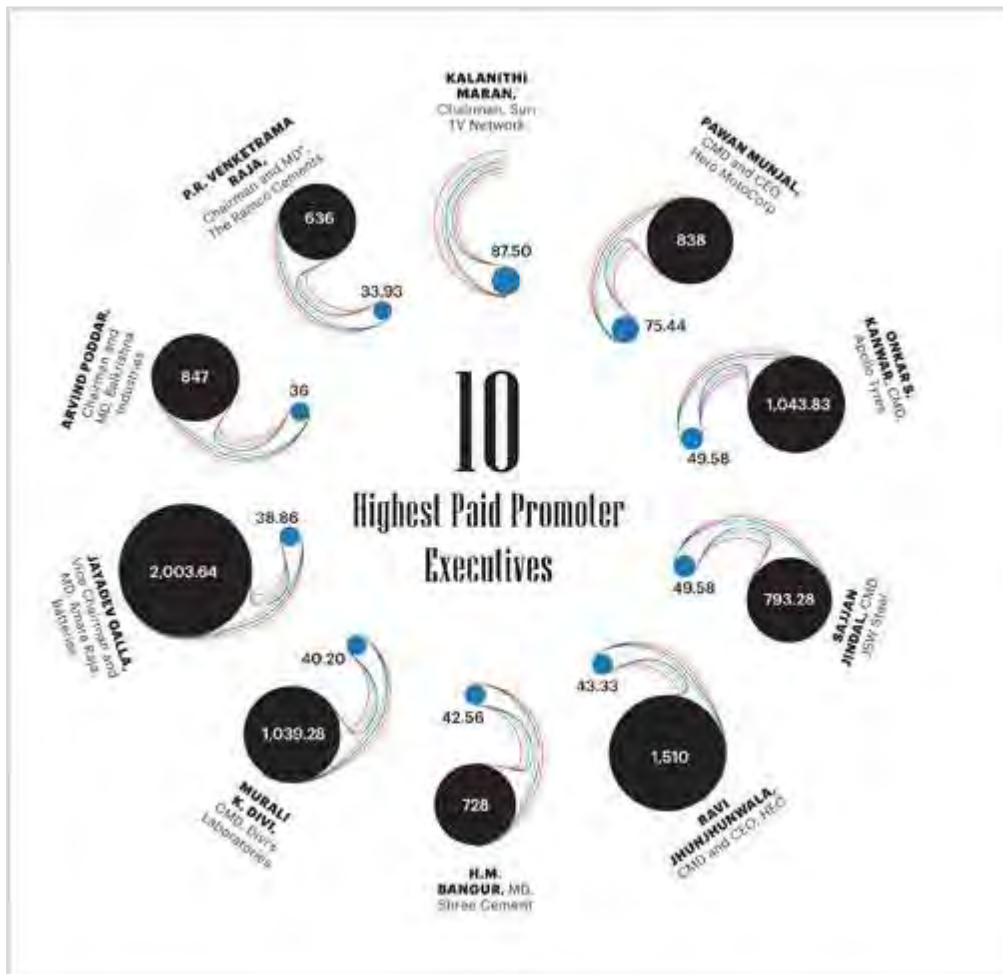 KALANITHI
MARAN,
Chairman, Sun
TV Network
87.50
PAWAN MUNJAL,
CMD and CEO
Hero MotoCorp
838
75.44
ONKAR S.
KANWAR, CMD,
Apollo Tyres
1,043.83
49.58
SAJJAN
JINDAL, CMD
JSW Steel
793.28
49.58
RAVI
JHUNJHUNWALA,
CMD and CEO, HEG
1,510
43.33
H.M.
BANGUR, MD,
Shree Cement
728
42.56
MURALI
K. DIVI,
CMD, Divi's
Laboratories
1,039.28
40.20
JAYADEV GALLA,
Vice Chairman and
MD, Amara Raja
Batteries
2,003.64
38.86
ARVIND PODDAR,
Chairman and
MD, Balkrishna
Industries
847
36
P.R. VENKETRAMA
RAJA,
Chairman and MD*,
The Ramco Cements
636
33.93
10
Highest Paid Promoter
Executives